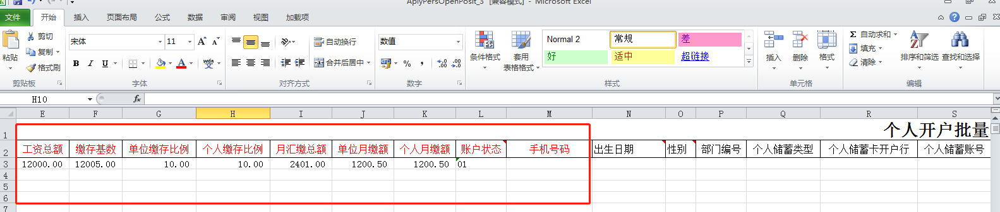 AplyPersOpenPosit_3 [兼容模式] - Microsoft Excel
文件 开始 插入 页面布局 公式 数据 审阅 视图 加载项
粘贴 剪切 复制 格式刷
宋体 11 A A
B I U A 变 wén
自动换行
合并后居中
数值
% , .0 .00 .00 .0
条件格式 套用 表格格式
Normal 2 常规 差
好 适中 超链接
插入 删除 格式
Σ 自动求和
填充
清除
排序和筛选 查找和选择
剪贴板 字体 对齐方式 数字 样式 单元格 编辑
H10 fx
E F G H I J K L M N O P Q R S
1 个人开户批量
2 工资总额 缴存基数 单位缴存比例 个人缴存比例 月汇缴总额 单位月缴额 个人月缴额 账户状态 手机号码 出生日期 性别 部门编号 个人储蓄类型 个人储蓄卡开户行 个人储蓄账号
3 12000.00 12005.00 10.00 10.00 2401.00 1200.50 1200.50 01
4
5
6
7